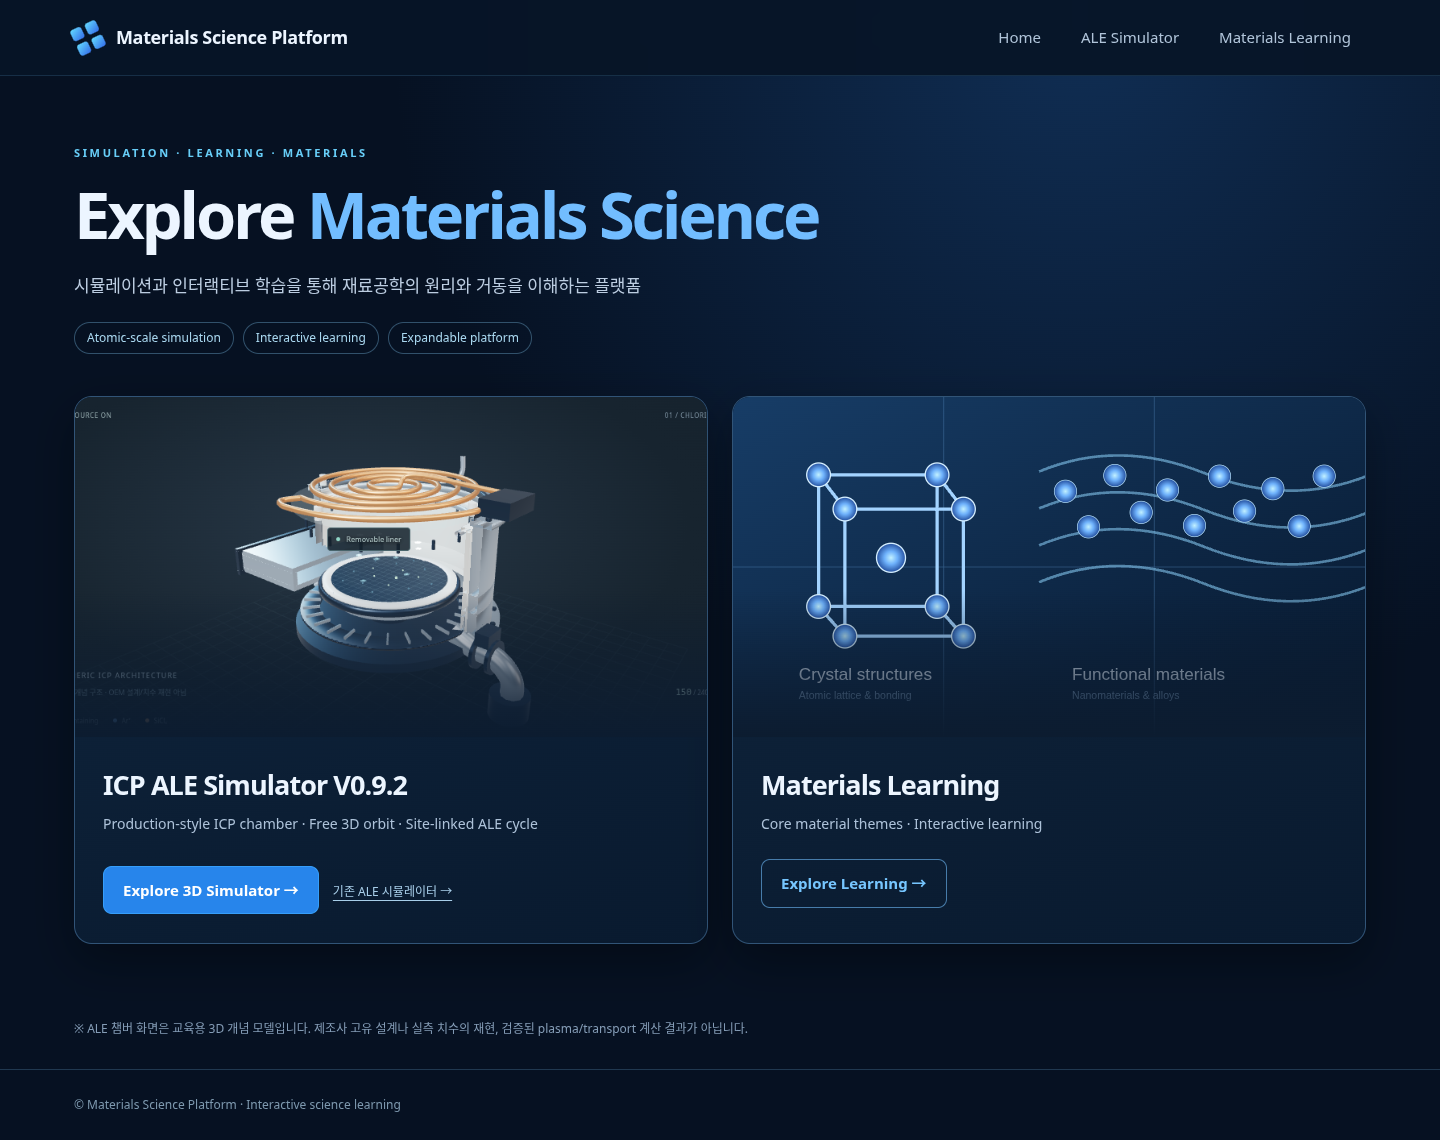 Materials Science Platform
Home
ALE Simulator
Materials Learning
SIMULATION · LEARNING · MATERIALS
Explore Materials Science
시뮬레이션과 인터랙티브 학습을 통해 재료공학의 원리와 거동을 이해하는 플랫폼
Atomic-scale simulation
Interactive learning
Expandable platform
OURCE ON
01 / CHLORI
Removable liner
ERIC ICP ARCHITECTURE
150
Crystal structures
Atomic lattice & bonding
Functional materials
Nanomaterials & alloys
ICP ALE Simulator V0.9.2
Production-style ICP chamber · Free 3D orbit · Site-linked ALE cycle
Explore 3D Simulator →
기존 ALE 시뮬레이터 →
Materials Learning
Core material themes · Interactive learning
Explore Learning →
※ ALE 챔버 화면은 교육용 3D 개념 모델입니다. 제조사 고유 설계나 실측 치수의 재현, 검증된 plasma/transport 계산 결과가 아닙니다.
© Materials Science Platform · Interactive science learning